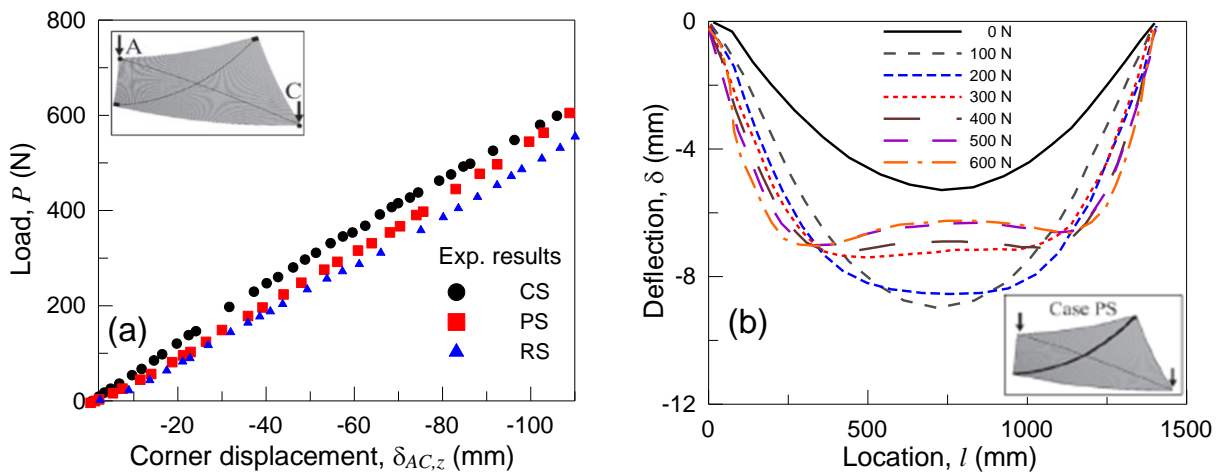 800
600
400
200
0
Load, P (N)
A
C
Exp. results
CS
PS
RS
(a)
-20
-40
-60
-80
-100
Corner displacement, δAC,z (mm)
0
-4
-8
-12
Deflection, δ (mm)
0 N
100 N
200 N
300 N
400 N
500 N
600 N
(b)
Case PS
0
500
1000
1500
Location, l (mm)